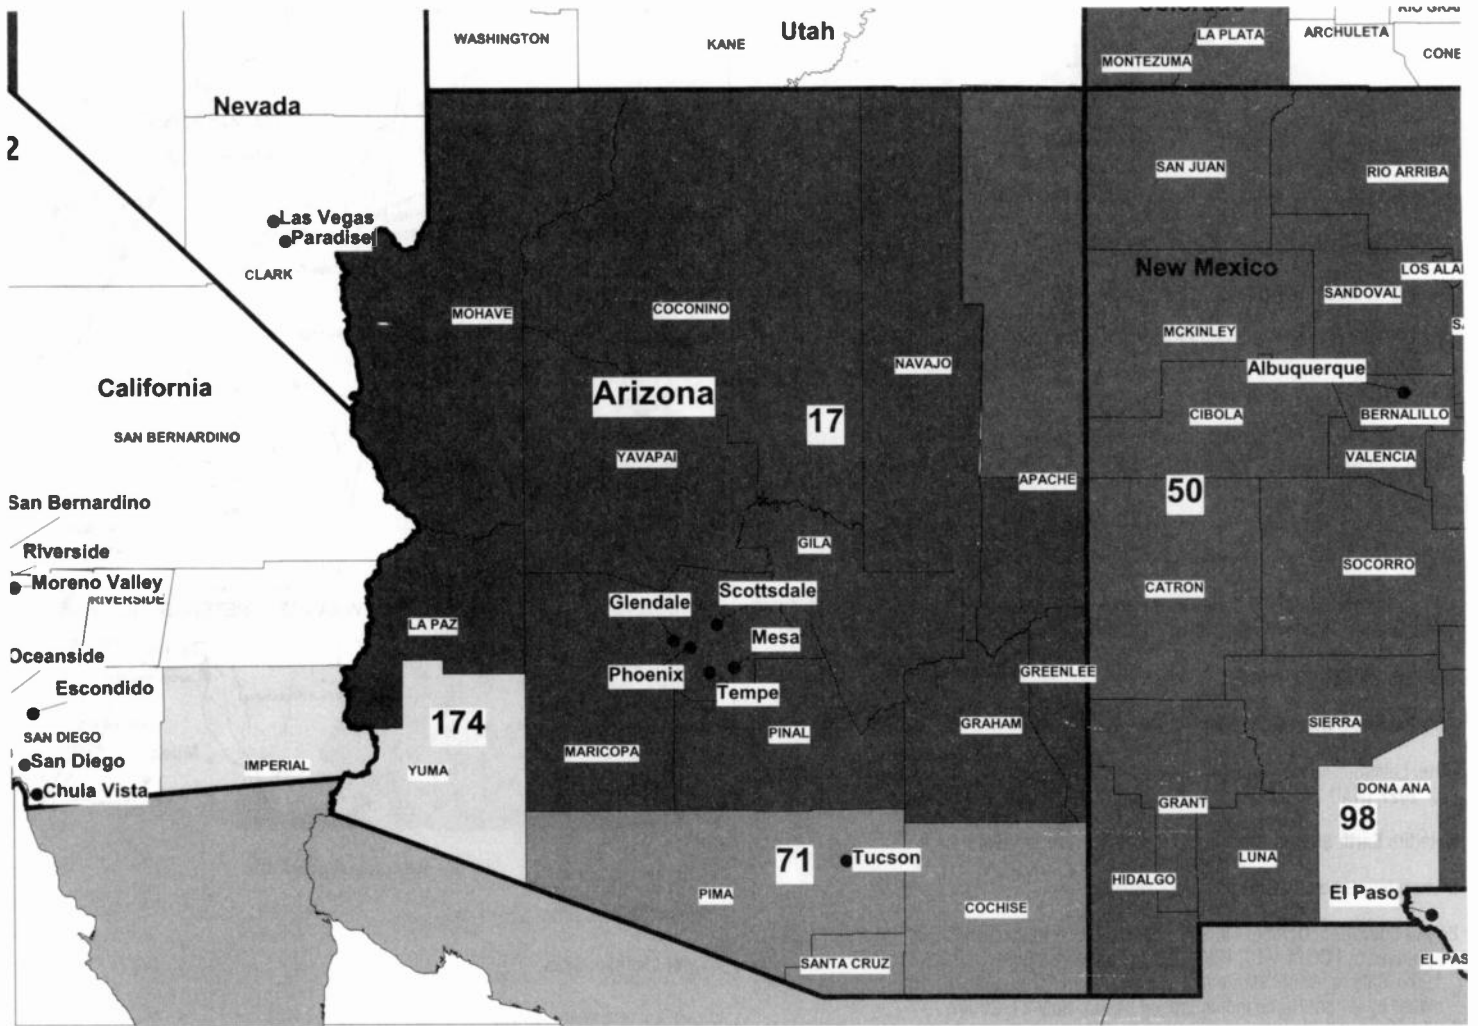 WASHINGTON
KANE
Utah
LA PLATA
ARCHULETA
MONTEZUMA
CONE
Nevada
2
SAN JUAN
RIO ARRIBA
Las Vegas
Paradise
CLARK
New Mexico
LOS ALA
SANDOVAL
MOHAVE
COCONINO
MCKINLEY
NAVAJO
Albuquerque
California
Arizona
17
CIBOLA
BERNALILLO
SAN BERNARDINO
YAVAPAI
VALENCIA
APACHE
50
San Bernardino
Riverside
GILA
SOCORRO
Moreno Valley
RIVERSIDE
CATRON
Glendale
Scottsdale
LA PAZ
Mesa
Oceanside
Phoenix
GREENLEE
Escondido
Tempe
174
SAN DIEGO
GRAHAM
SIERRA
PINAL
MARICOPA
San Diego
IMPERIAL
YUMA
Chula Vista
DONA ANA
GRANT
98
71
Tucson
LUNA
HIDALGO
El Paso
PIMA
COCHISE
SANTA CRUZ
EL PAS